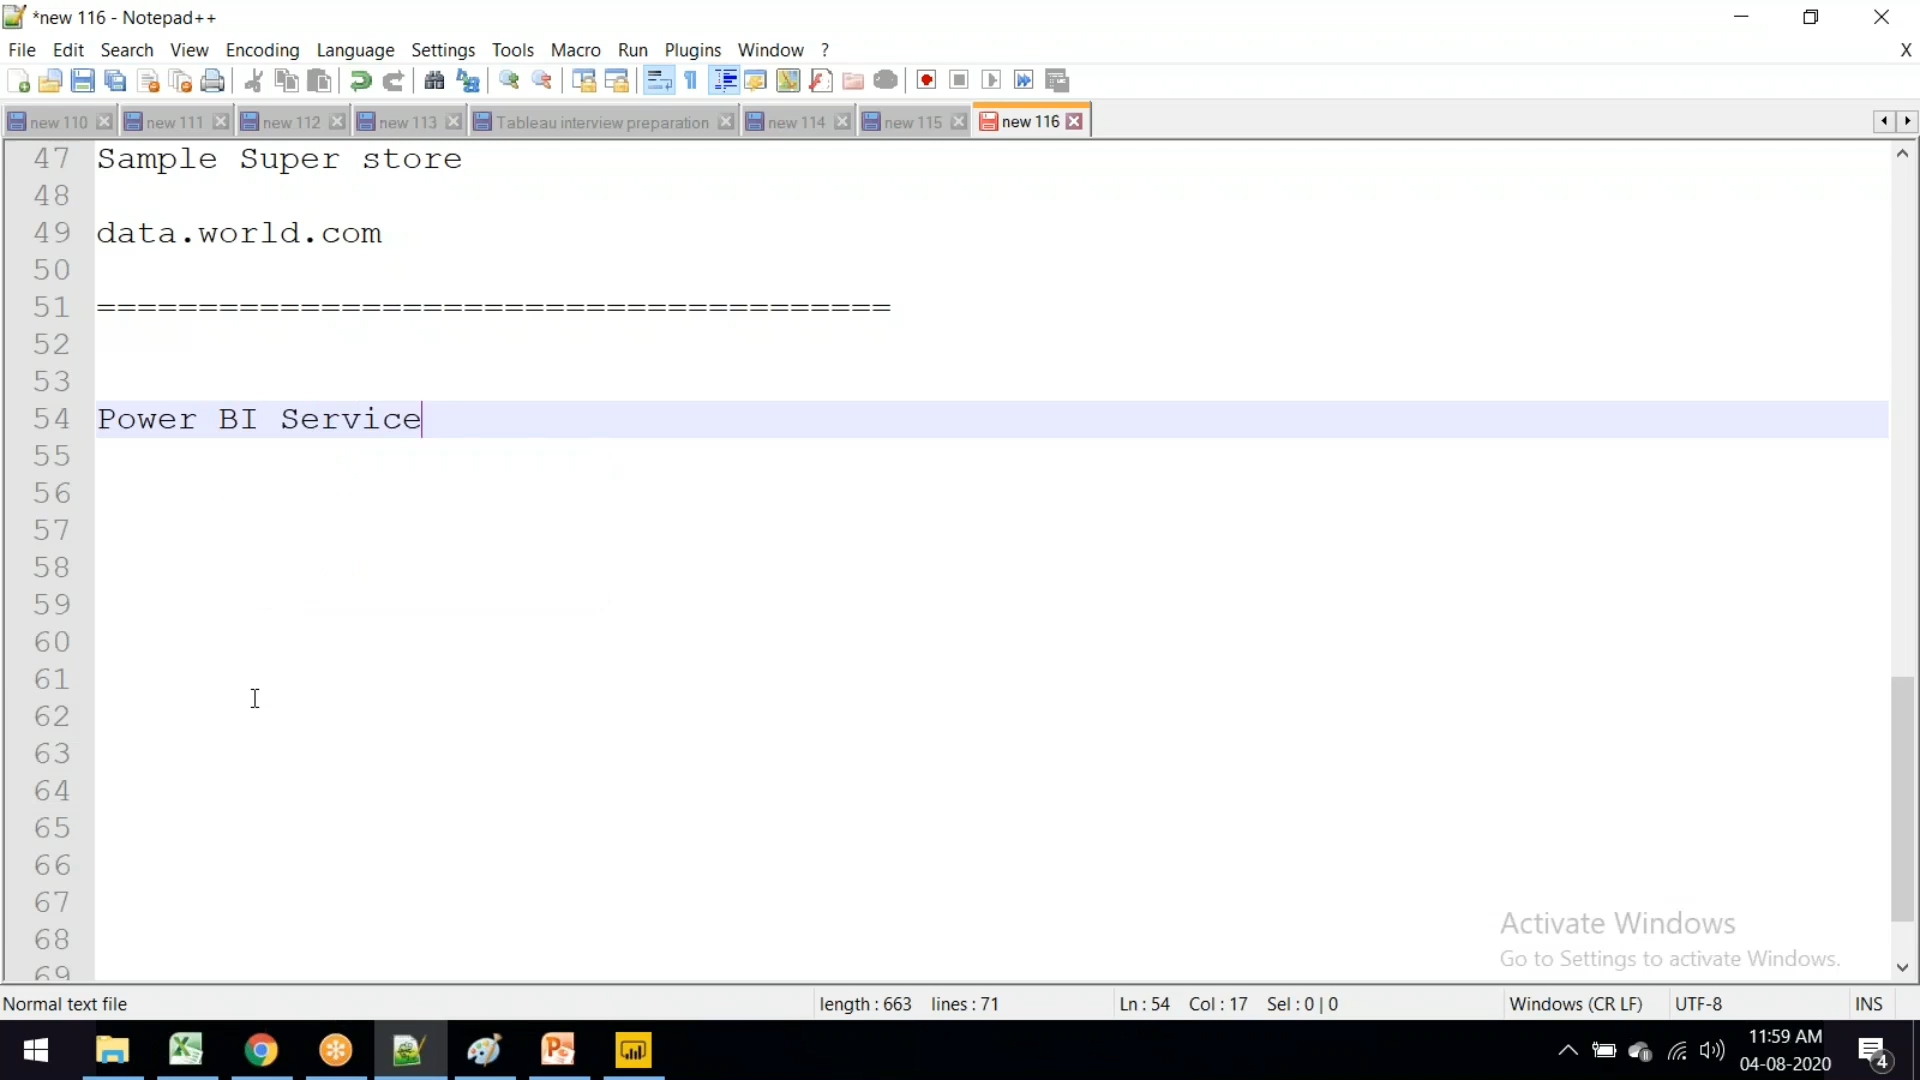 *new 116 - Notepad++
File Edit Search View Encoding Language Settings Tools Macro Run Plugins Window ?
X
new 110 new 111 new 112 new 113 Tableau interview preparation new 114 new 115 new 116
47 Sample Super store
48
49 data.world.com
50
51 =======================================
52
53
54 Power BI Service
55
56
57
58
59
60
61
62
63
64
65
66
67
68
69
Activate Windows
Go to Settings to activate Windows.
Normal text file length : 663 lines : 71 Ln : 54 Col : 17 Sel : 0 | 0 Windows (CR LF) UTF-8 INS
11:59 AM
04-08-2020
4